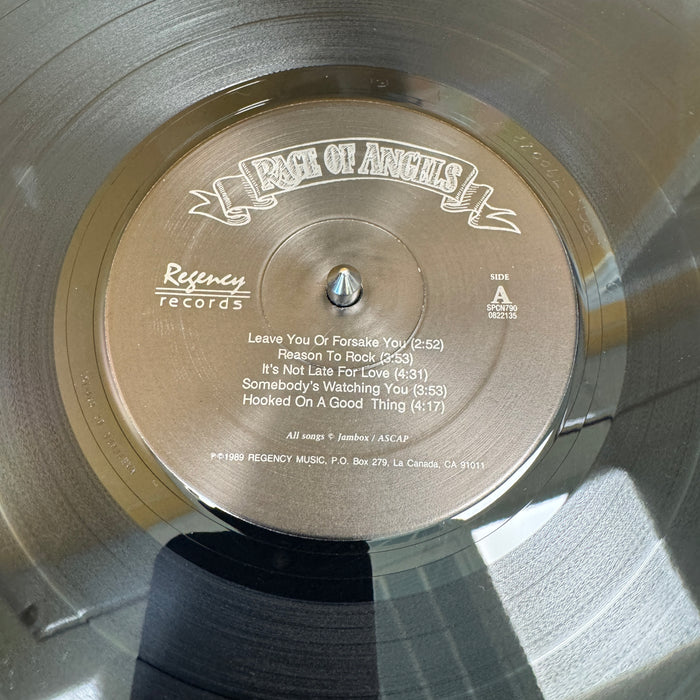 RAGE OF ANGELS
Regency
records
SIDE
A
SPCN790
0822135
Leave You Or Forsake You (2:52)
Reason To Rock (3:53)
It's Not Late For Love (4:31)
Somebody's Watching You (3:53)
Hooked On A Good Thing (4:17)
All songs © Jambox / ASCAP
℗©1989 REGENCY MUSIC, P.O. Box 279, La Canada, CA 91011